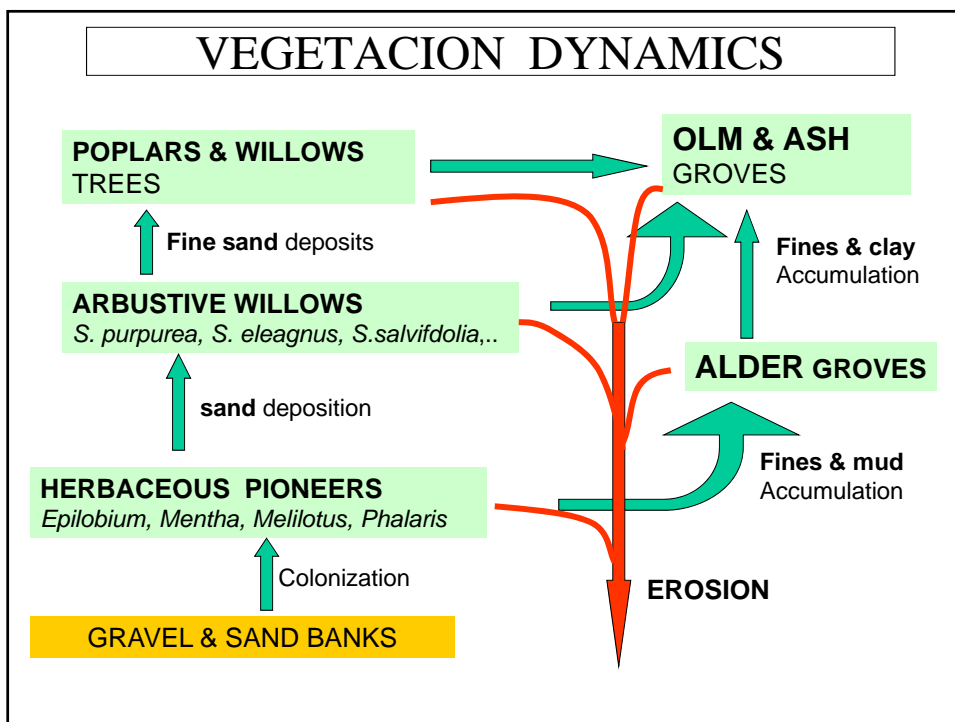 VEGETACION DYNAMICS
POPLARS & WILLOWS
TREES
OLM & ASH
GROVES
Fine sand deposits
Fines & clay
Accumulation
ARBUSTIVE WILLOWS
S. purpurea, S. eleagnus, S.salvifdolia,..
ALDER GROVES
sand deposition
Fines & mud
Accumulation
HERBACEOUS PIONEERS
Epilobium, Mentha, Melilotus, Phalaris
Colonization
EROSION
GRAVEL & SAND BANKS